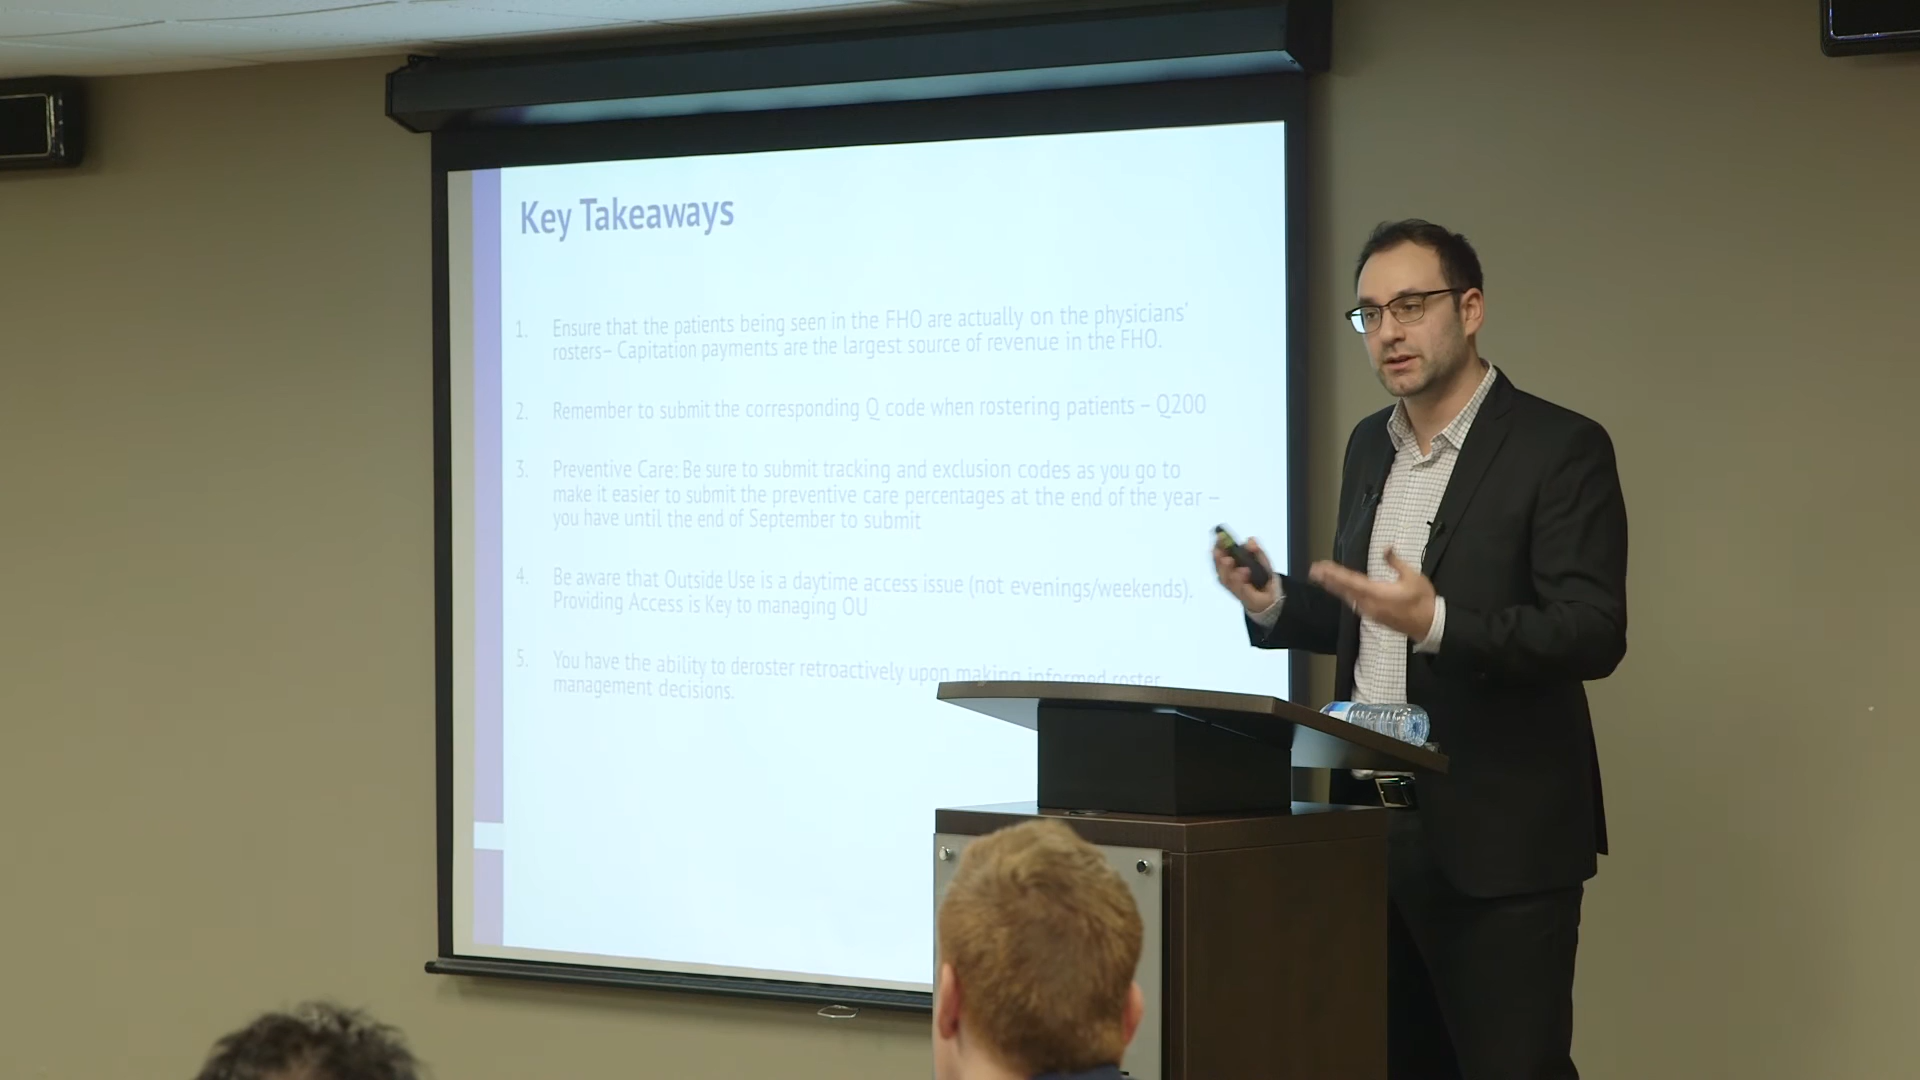 Key Takeaways
1. Ensure that the patients being seen in the FHO are actually on the physicians'
rosters– Capitation payments are the largest source of revenue in the FHO.
2. Remember to submit the corresponding Q code when rostering patients – Q200
3. Preventive Care: Be sure to submit tracking and exclusion codes as you go to
make it easier to submit the preventive care percentages at the end of the year –
you have until the end of September to submit
4. Be aware that Outside Use is a daytime access issue (not evenings/weekends).
Providing Access is Key to managing OU
5. You have the ability to deroster retroactively upon making informed roster
management decisions.